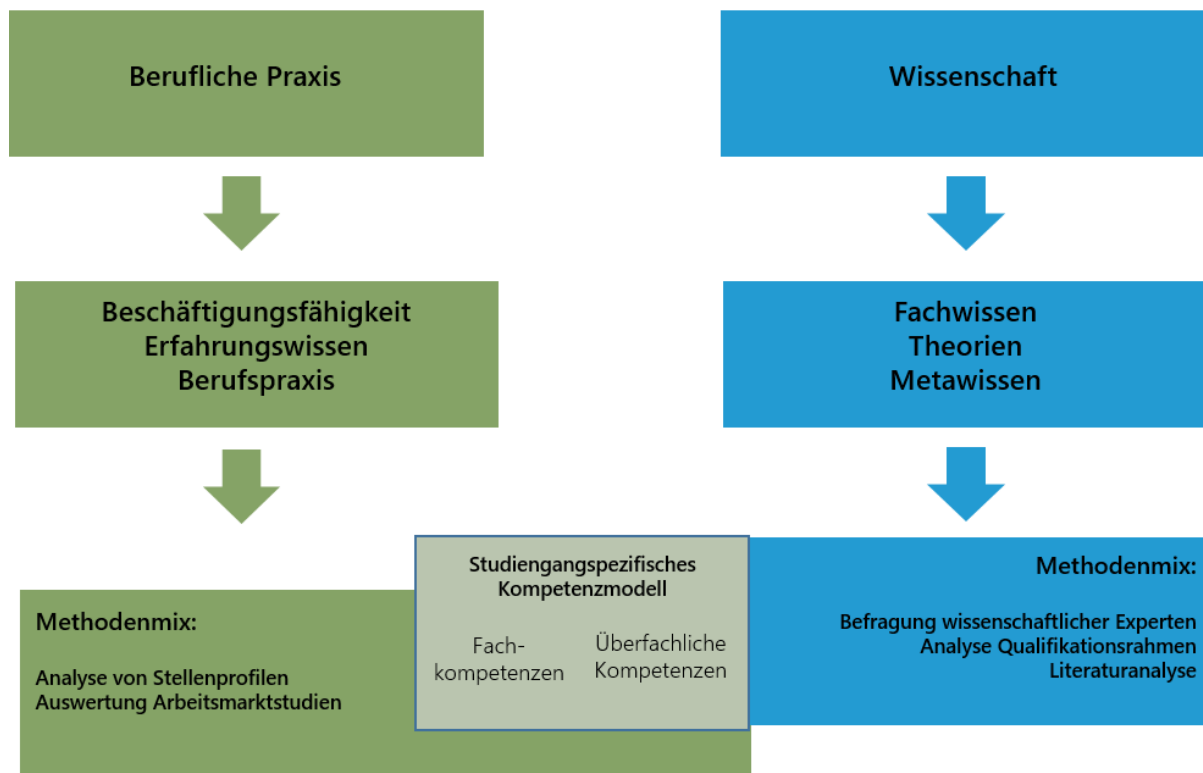 Berufliche Praxis
Wissenschaft
Beschäftigungsfähigkeit
Erfahrungswissen
Berufspraxis
Fachwissen
Theorien
Metawissen
Methodenmix:
Analyse von Stellenprofilen
Auswertung Arbeitsmarktstudien
Studiengangspezifisches
Kompetenzmodell
Fach-
kompetenzen
Überfachliche
Kompetenzen
Methodenmix:
Befragung wissenschaftlicher Experten
Analyse Qualifikationsrahmen
Literaturanalyse